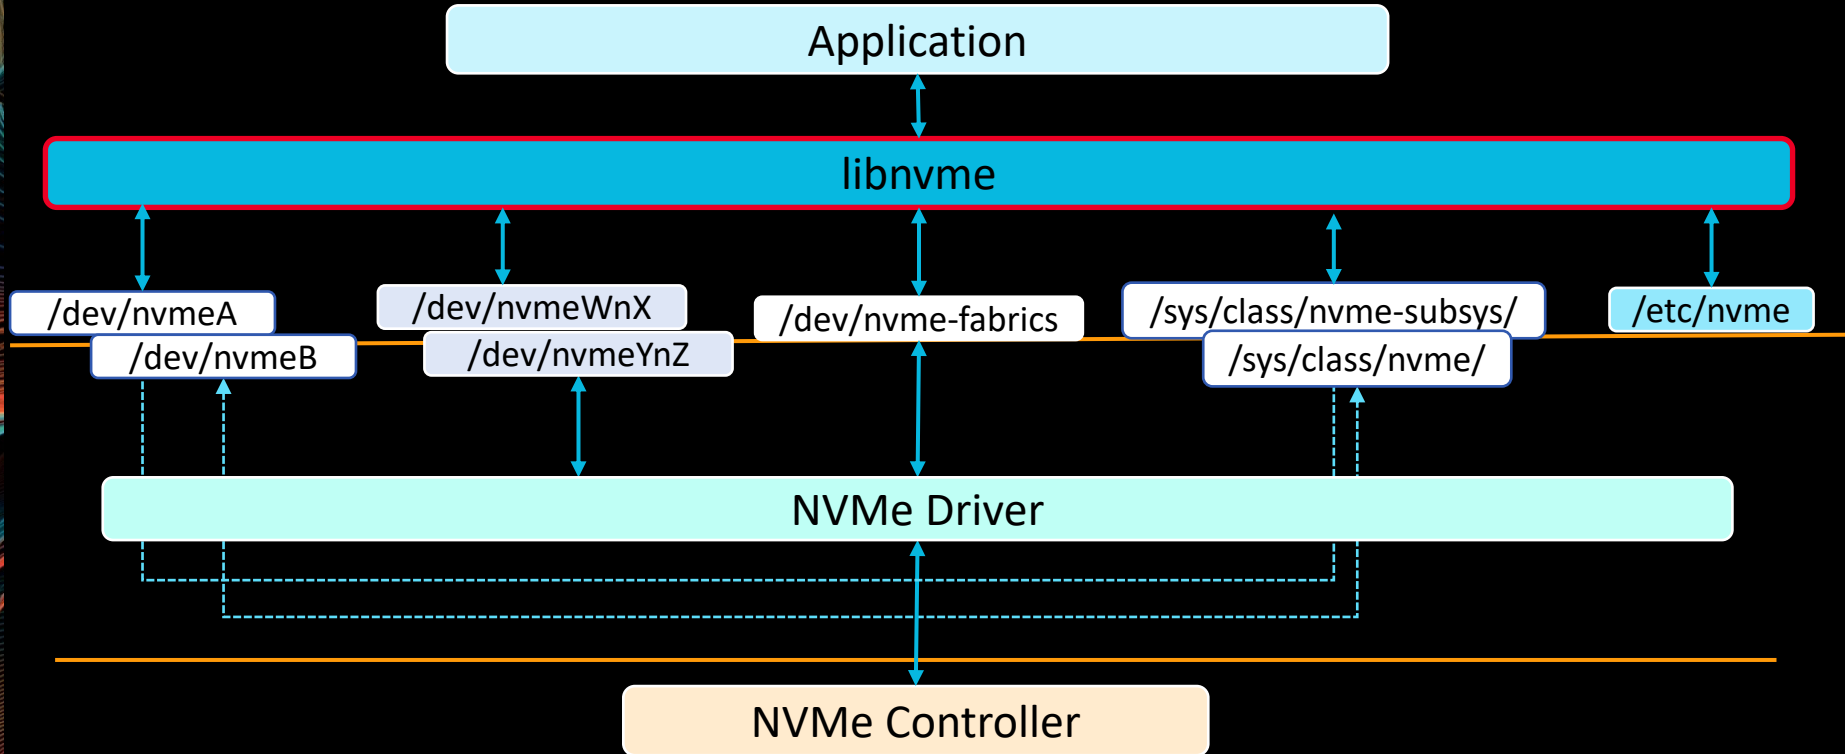 Application
libnvme
/dev/nvmeA
/dev/nvmeB
/dev/nvmeWnX
/dev/nvmeYnZ
/dev/nvme-fabrics
/sys/class/nvme-subsys/
/sys/class/nvme/
/etc/nvme
NVMe Driver
NVMe Controller